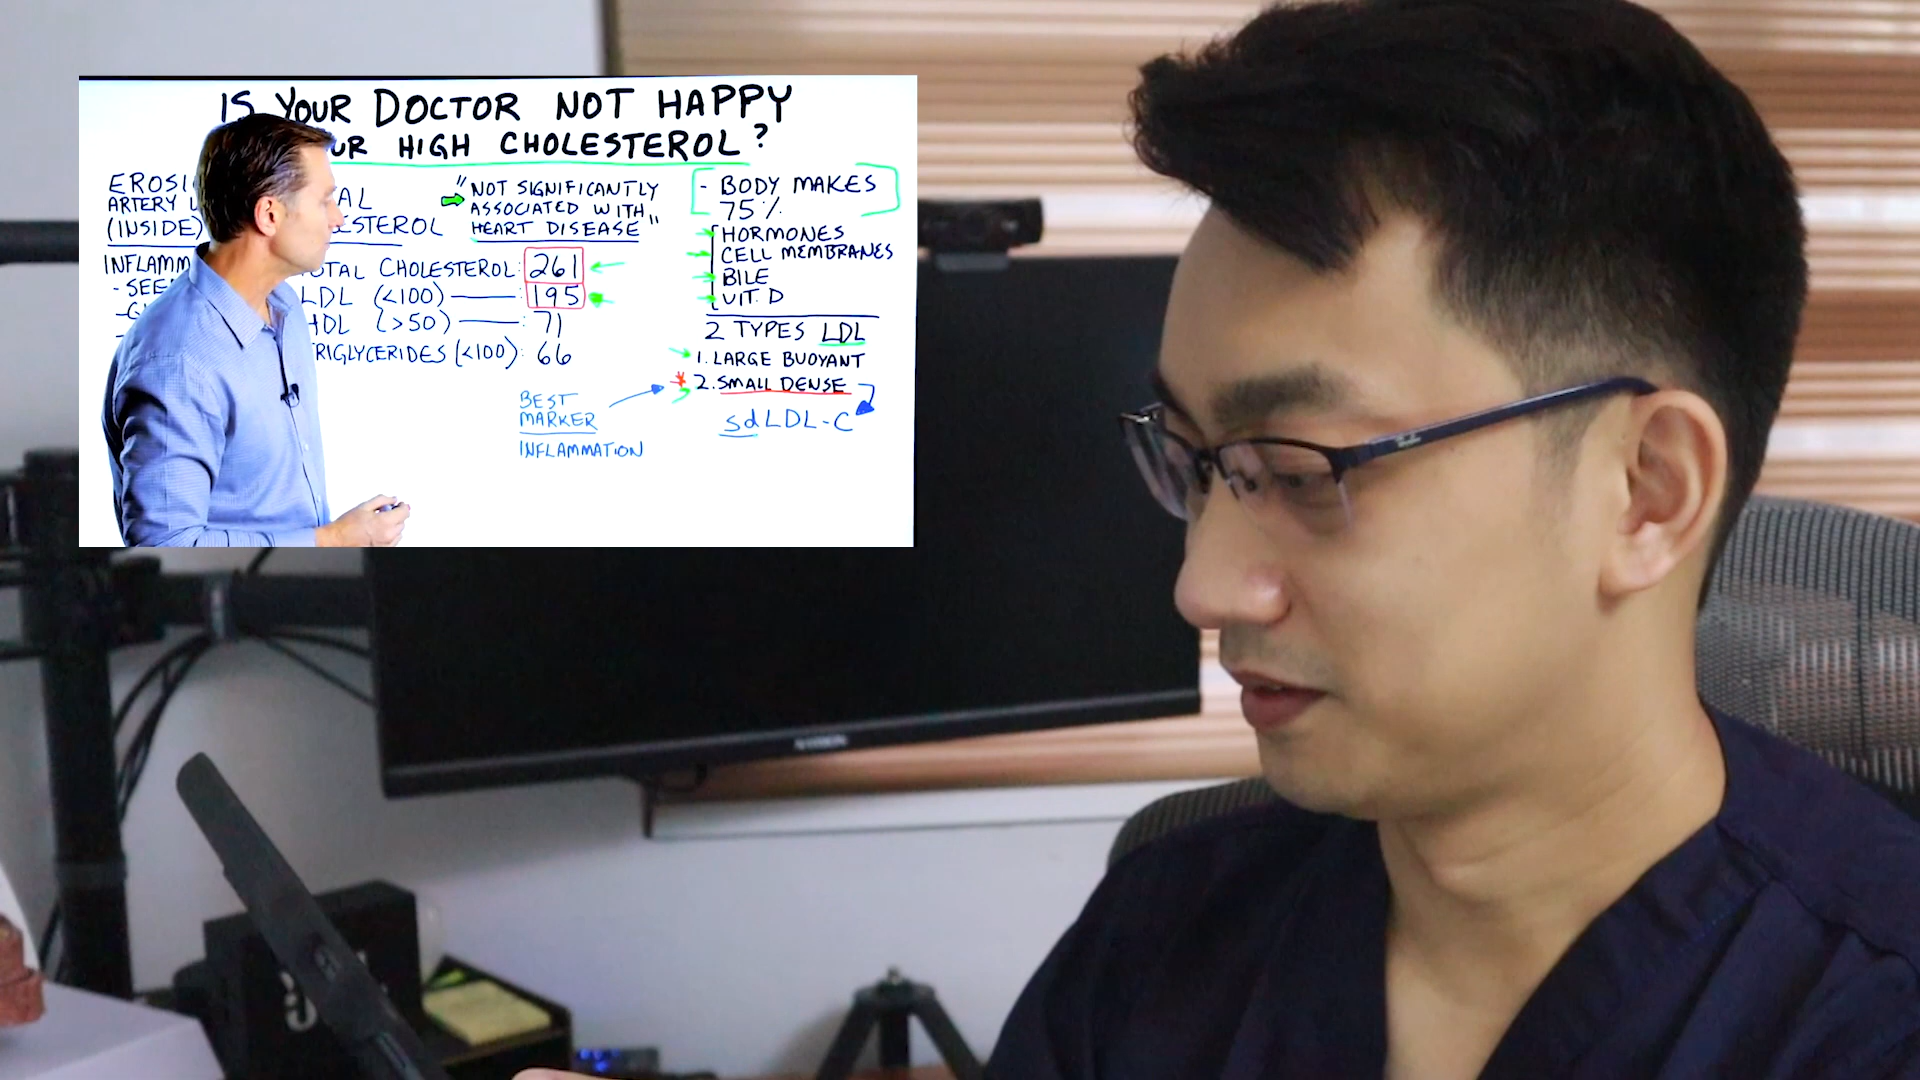 IS YOUR DOCTOR NOT HAPPY
HIGH CHOLESTEROL?
ARTERY
(INSIDE)
"NOT SIGNIFICANTLY
ASSOCIATED WITH
HEART DISEASE"
CHOLESTEROL: 261
LDL (<100) : 195
HDL (>50) : 71
(<100): 66
BEST
MARKER
INFLAMMATION
- BODY MAKES
75%
HORMONES
CELL MEMBRANES
BILE
VIT. D
2 TYPES LDL
1. LARGE BUOYANT
2. SMALL DENSE
sdLDL-C